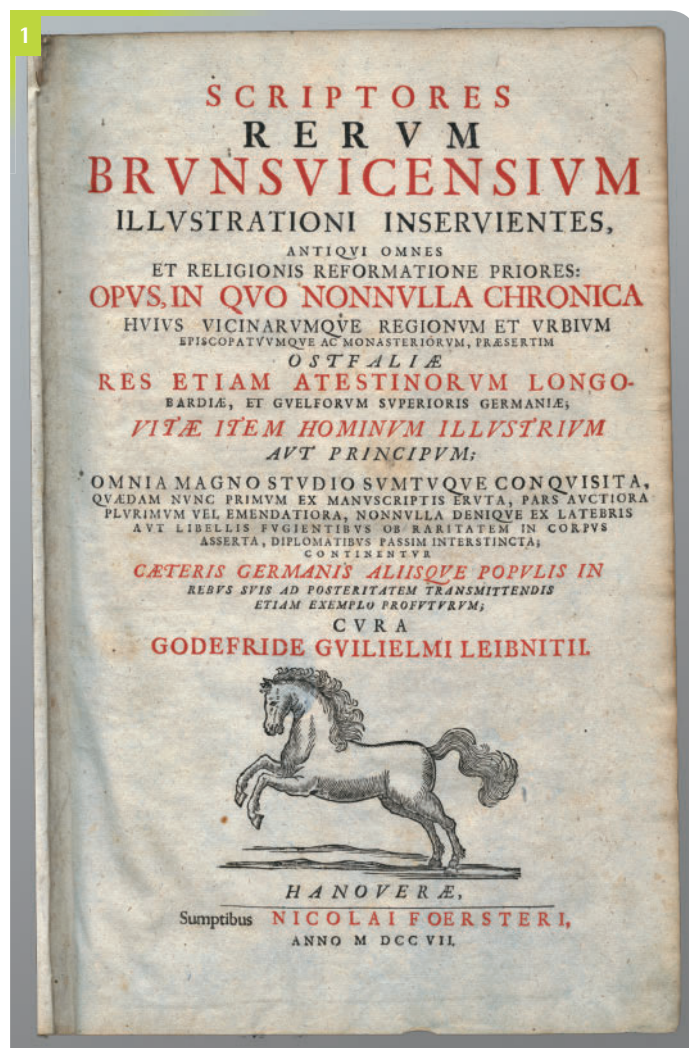 1
SCRIPTORES
RERVM
BRVNSVICENSIVM
ILLVSTRATIONI INSERVIENTES,
ANTIQVI OMNES
ET RELIGIONIS REFORMATIONE PRIORES:
OPVS, IN QVO NONNVLLA CHRONICA
HVIVS VICINARVMQVE REGIONVM ET VRBIVM
EPISCOPATVVMQVE AC MONASTERIORVM, PRÆSERTIM
OSTFALIÆ
RES ETIAM ATESTINORVM LONGO-
BARDIÆ, ET GVELFORVM SVPERIORIS GERMANIÆ;
VITÆ ITEM HOMINVM ILLVSTRIVM
AVT PRINCIPVM;
OMNIA MAGNO STVDIO SVMTVQVE CONQVISITA,
QVÆDAM NVNC PRIMVM EX MANVSCRIPTIS ERVTA, PARS AVCTIORA
PLVRIMVM VEL EMENDATIORA, NONNVLLA DENIQVE EX LATEBRIS
AVT LIBELLIS FVGIENTIBVS OB RARITATEM IN CORPVS
ASSERTA, DIPLOMATIBVS PASSIM INTERSTINCTA;
CONTINENTVR
CÆTERIS GERMANIS ALIISQVE POPVLIS IN
REBVS SVIS AD POSTERITATEM TRANSMITTENDIS
ETIAM EXEMPLO PROFVTVRVM;
CVRA
GODEFRIDE GVILIELMI LEIBNITII.
HANOVERÆ,
Sumptibus NICOLAI FOERSTERI,
ANNO M DCC VII.